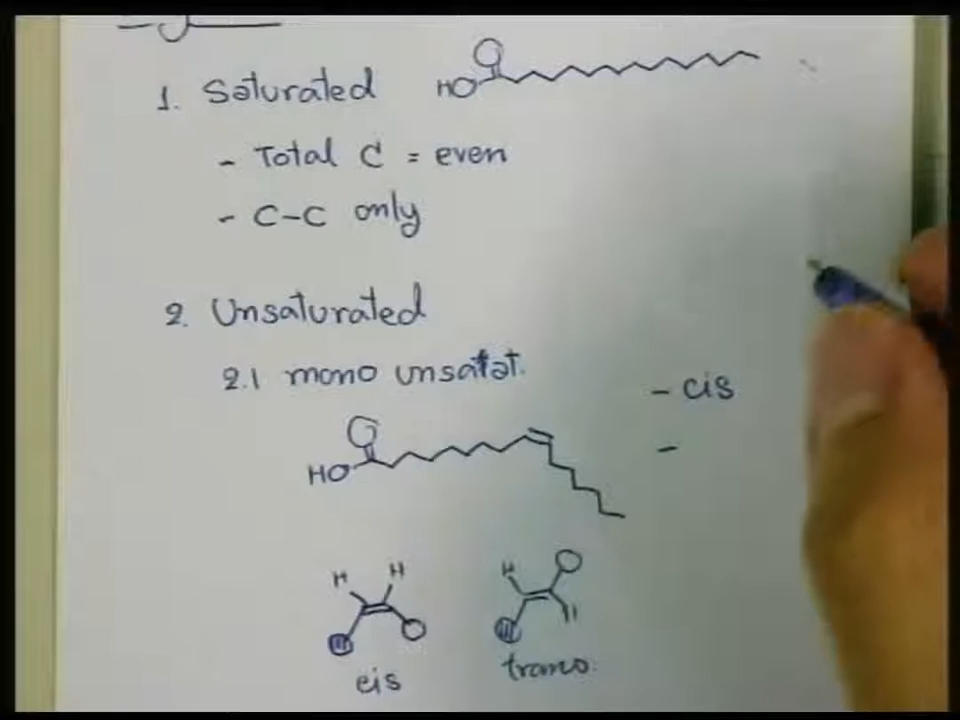 1. Saturated
O
HO
- Total C = even
- C-C only
2. Unsaturated
2.1 mono unsatat.
- cis
-
O
HO
H H
H
H
cis
trans